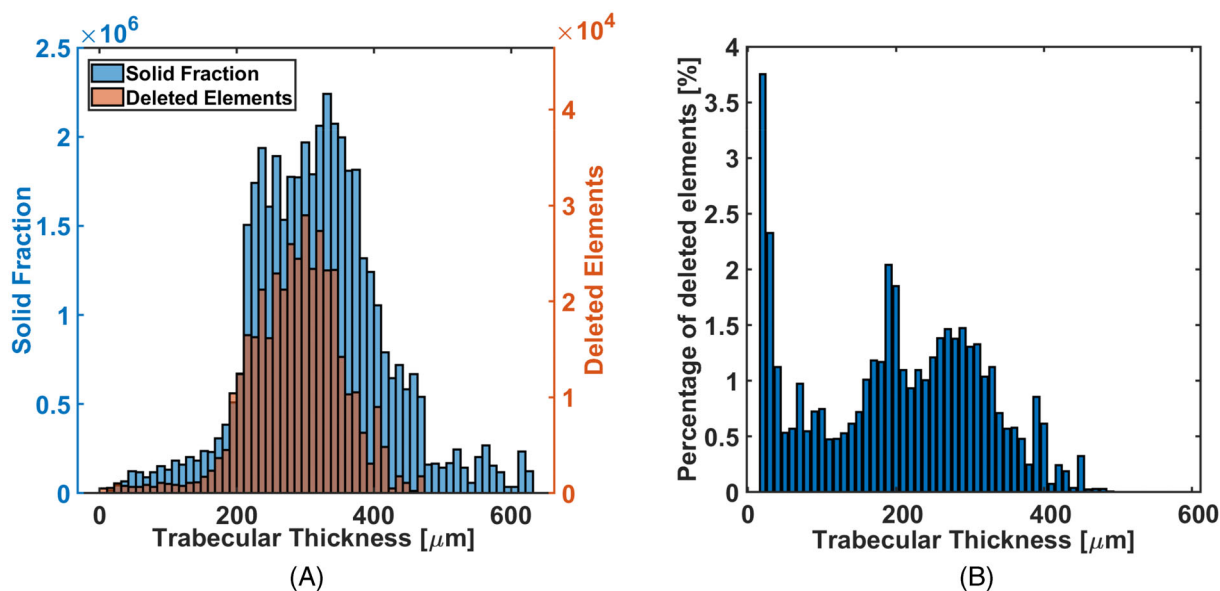 ×10^6
×10^4
2.5
2
1.5
1
0.5
0
Solid Fraction
Solid Fraction
Deleted Elements
4
3
2
1
0
Deleted Elements
0 200 400 600
Trabecular Thickness [μm]
(A)
4
3.5
3
2.5
2
1.5
1
0.5
0
Percentage of deleted elements [%]
0 200 400 600
Trabecular Thickness [μm]
(B)